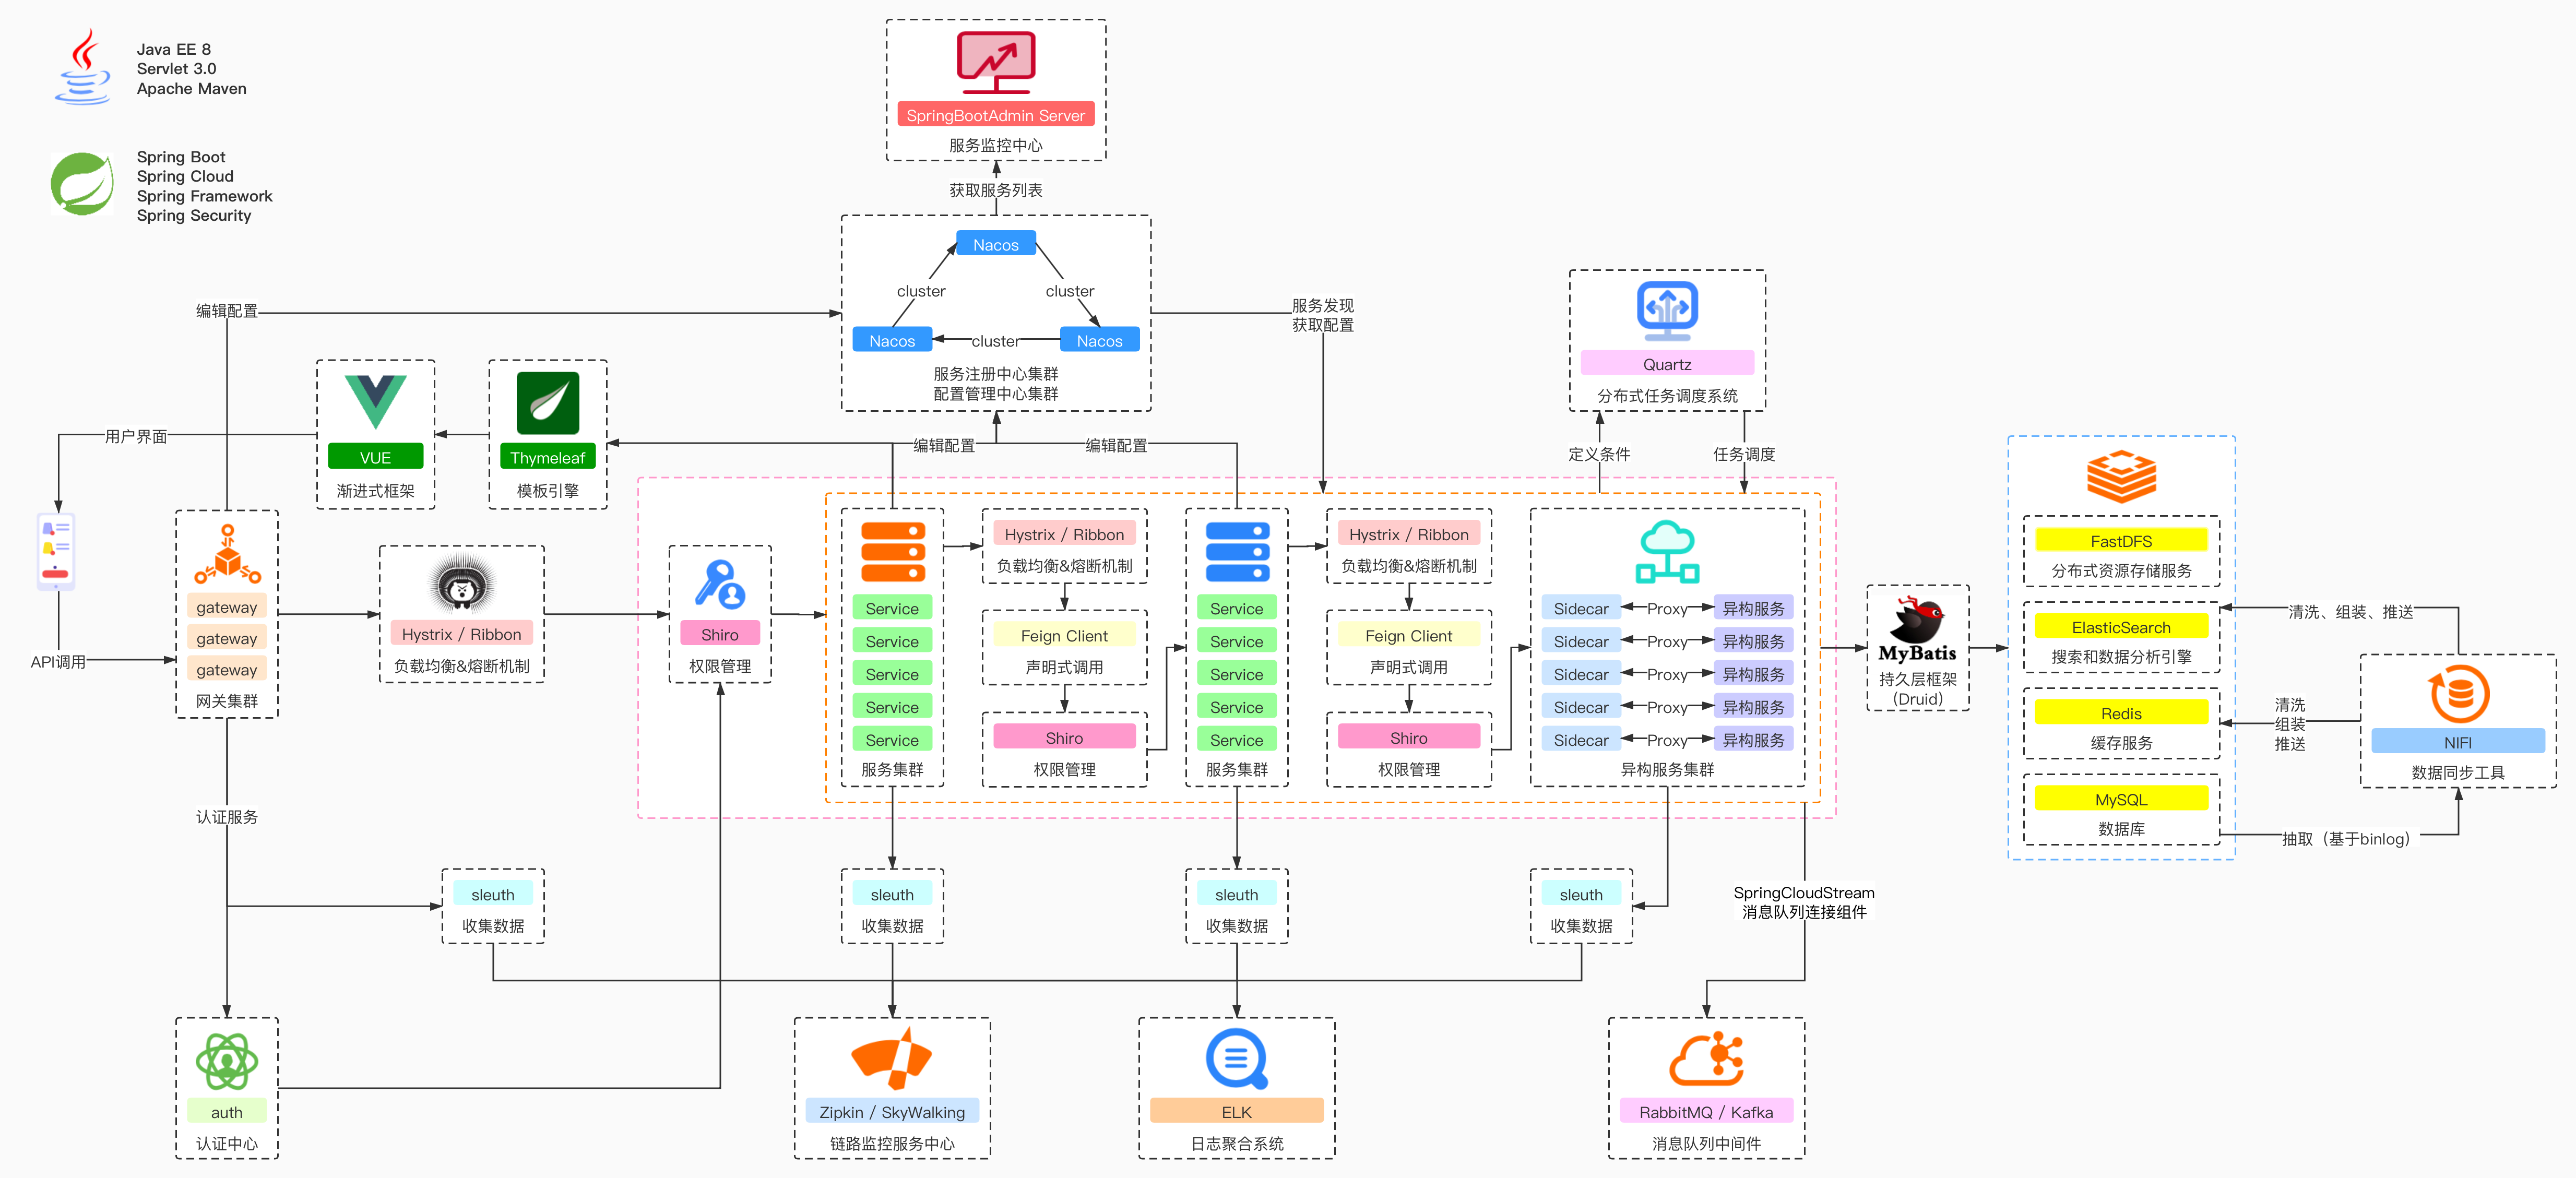 Java EE 8
Servlet 3.0
Apache Maven
Spring Boot
Spring Cloud
Spring Framework
Spring Security
SpringBootAdmin Server
服务监控中心
获取服务列表
Nacos
cluster
cluster
Nacos
cluster
Nacos
服务注册中心集群
配置管理中心集群
编辑配置
服务发现
获取配置
Quartz
分布式任务调度系统
定义条件
任务调度
用户界面
VUE
渐进式框架
Thymeleaf
模板引擎
编辑配置
编辑配置
API调用
gateway
gateway
gateway
网关集群
Hystrix / Ribbon
负载均衡&熔断机制
Shiro
权限管理
Service
Service
Service
Service
Service
服务集群
Hystrix / Ribbon
负载均衡&熔断机制
Feign Client
声明式调用
Shiro
权限管理
Service
Service
Service
Service
Service
服务集群
Hystrix / Ribbon
负载均衡&熔断机制
Feign Client
声明式调用
Shiro
权限管理
Sidecar Proxy 异构服务
Sidecar Proxy 异构服务
Sidecar Proxy 异构服务
Sidecar Proxy 异构服务
Sidecar Proxy 异构服务
异构服务集群
MyBatis
持久层框架
（Druid）
FastDFS
分布式资源存储服务
ElasticSearch
搜索和数据分析引擎
Redis
缓存服务
MySQL
数据库
清洗、组装、推送
清洗
组装
推送
NIFI
数据同步工具
抽取（基于binlog）
认证服务
sleuth
收集数据
sleuth
收集数据
sleuth
收集数据
sleuth
收集数据
SpringCloudStream
消息队列连接组件
auth
认证中心
Zipkin / SkyWalking
链路监控服务中心
ELK
日志聚合系统
RabbitMQ / Kafka
消息队列中间件